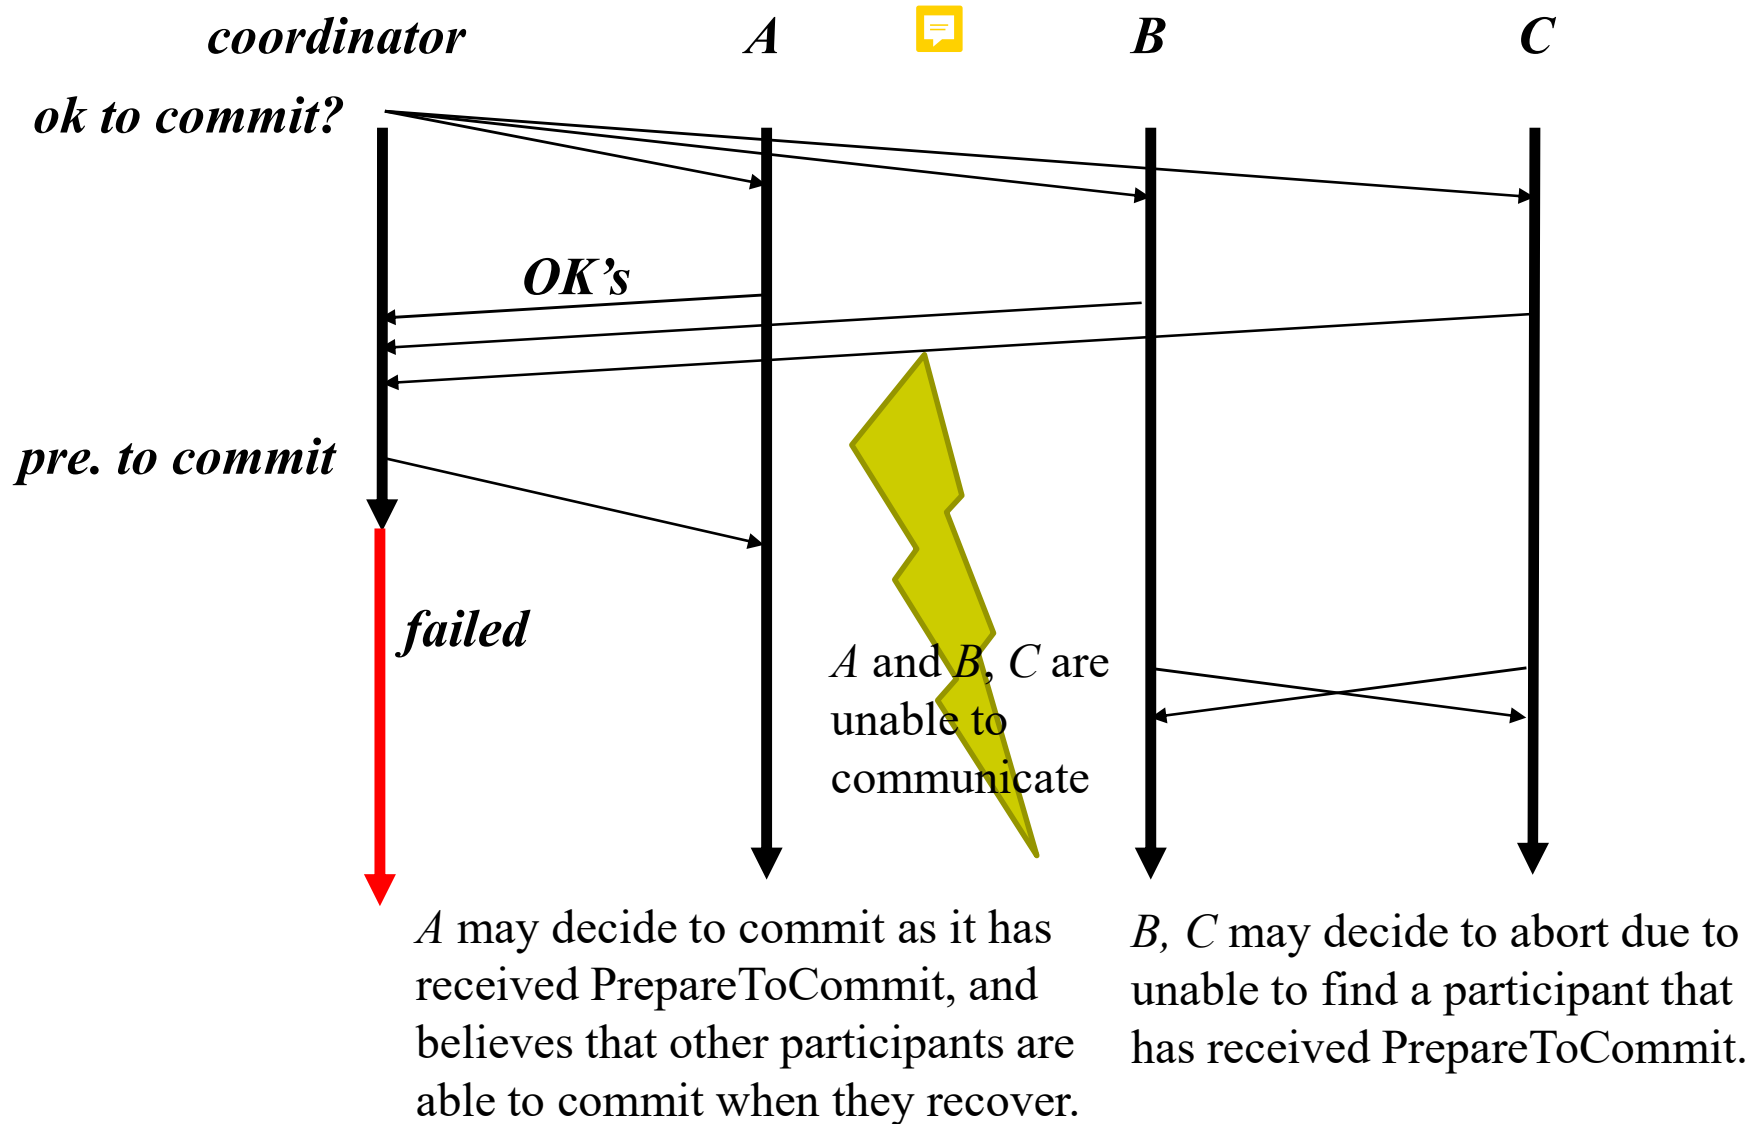 coordinator A B C
ok to commit?
OK’s
pre. to commit
failed
A and B, C are
unable to
communicate
A may decide to commit as it has
received PrepareToCommit, and
believes that other participants are
able to commit when they recover.
B, C may decide to abort due to
unable to find a participant that
has received PrepareToCommit.